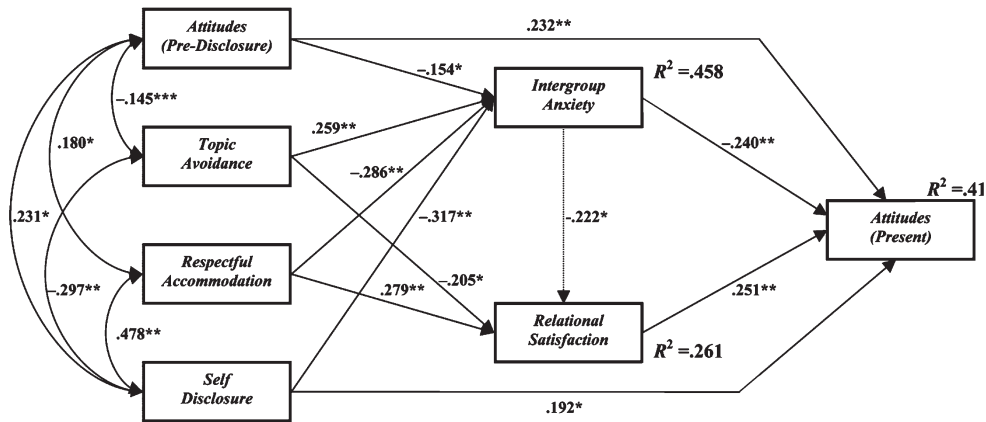 Attitudes
(Pre-Disclosure)
.232**
–.154*
Intergroup
Anxiety
R² =.458
–.145***
.180*
.259**
Topic
Avoidance
–.286**
–.240**
.231*
–.317**
-.222*
R² =.41
Attitudes
(Present)
Respectful
Accommodation
–.297**
.279**
–.205*
.251**
.478**
Relational
Satisfaction
R² =.261
Self
Disclosure
.192*